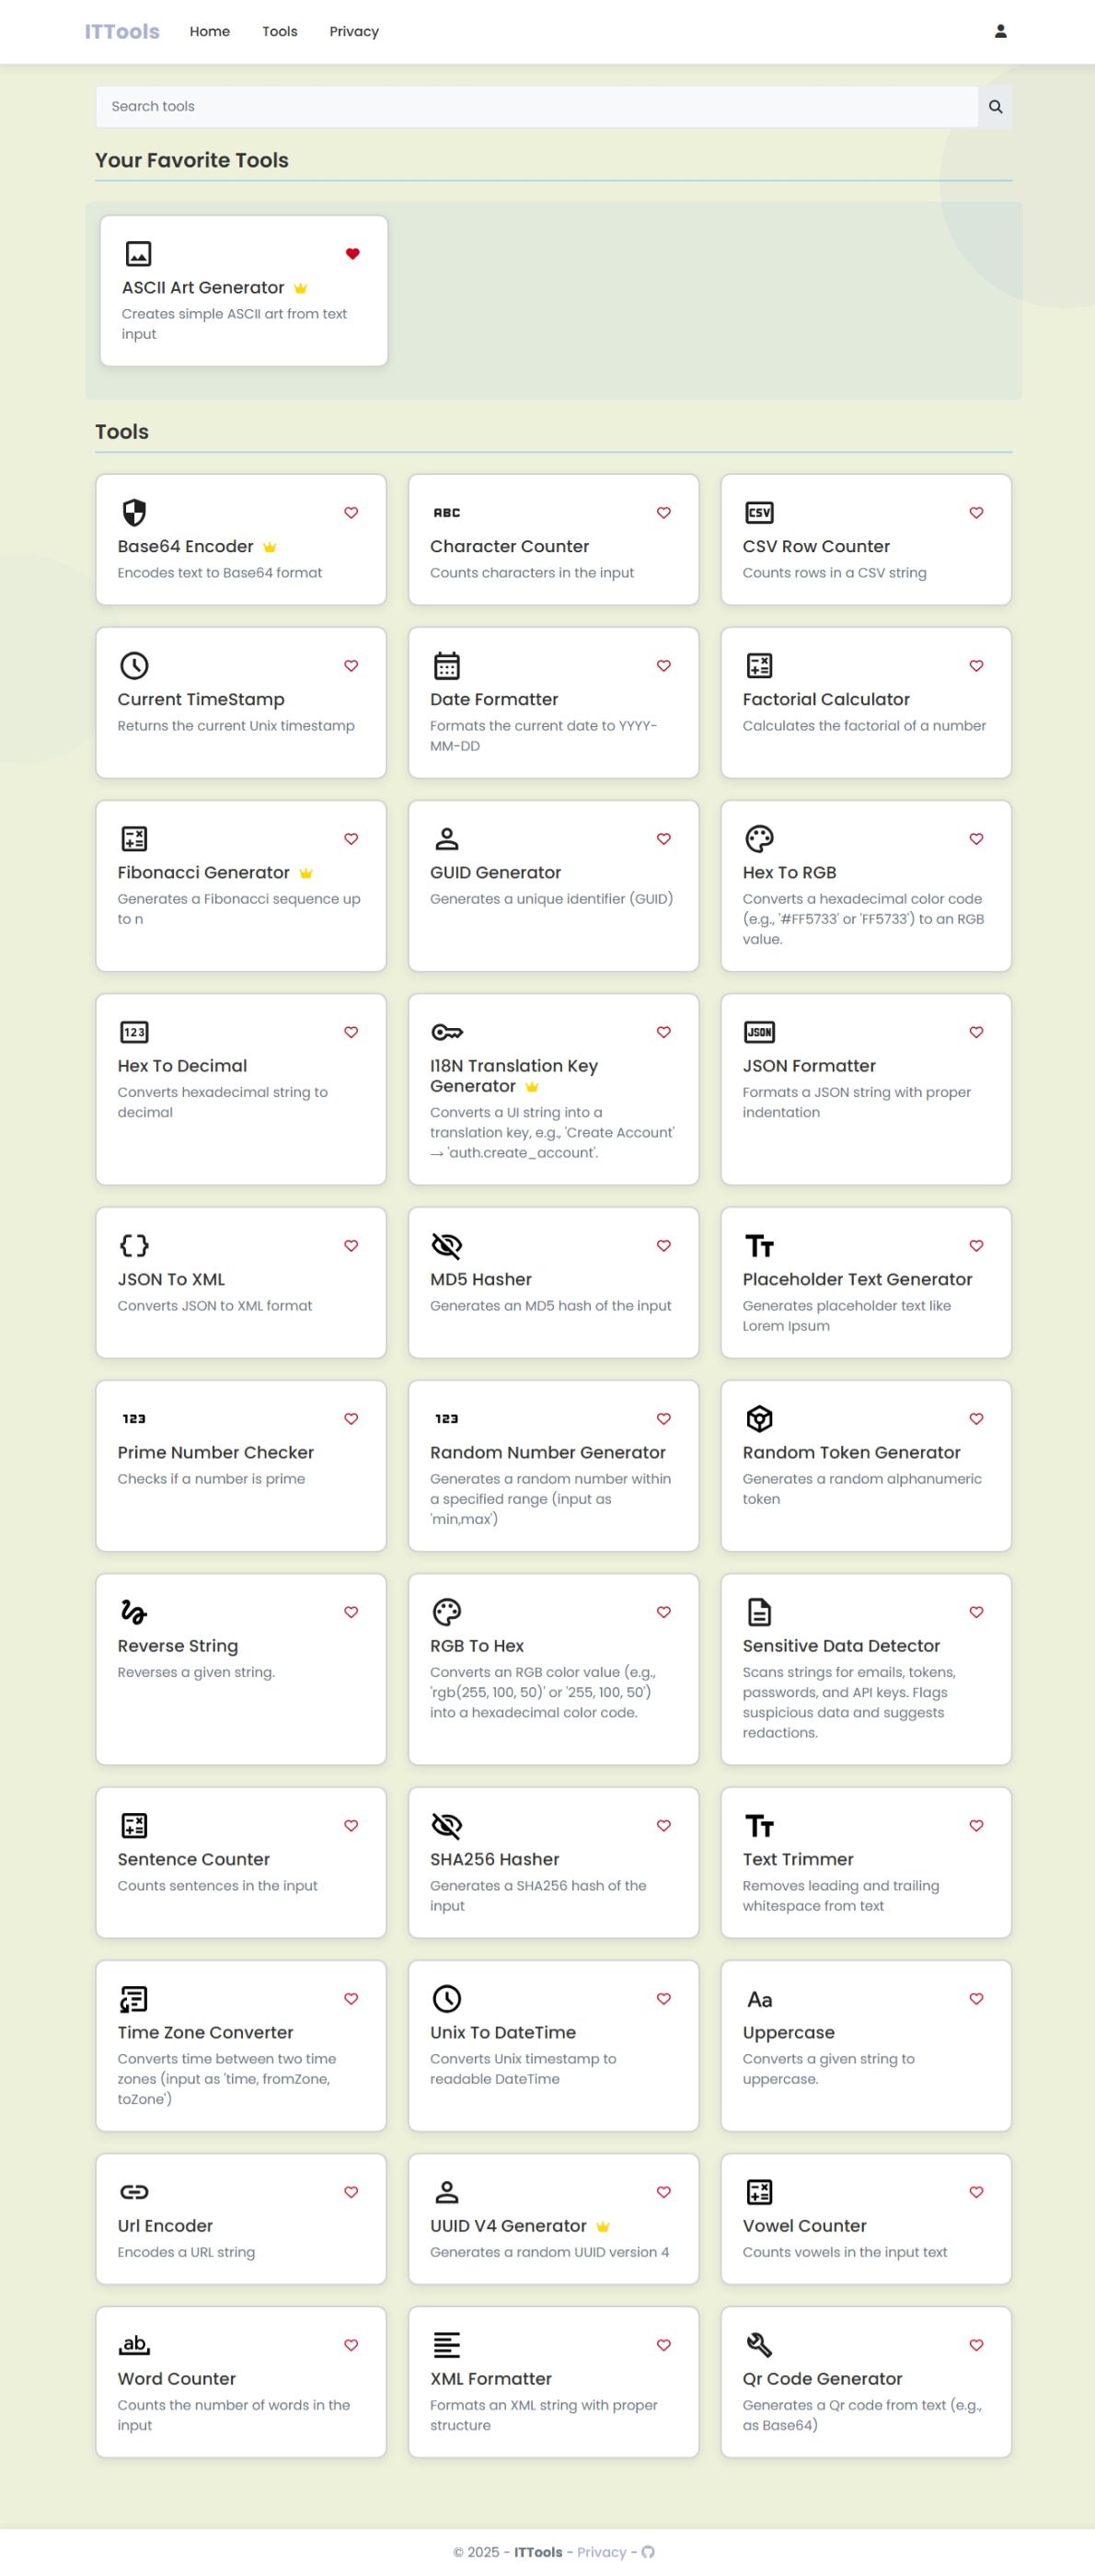 ITTools Home Tools Privacy
Search tools
Your Favorite Tools
ASCII Art Generator
Creates simple ASCII art from text
input
Tools
Base64 Encoder
Encodes text to Base64 format
ABC
Character Counter
Counts characters in the input
CSV
CSV Row Counter
Counts rows in a CSV string
Current TimeStamp
Returns the current Unix timestamp
Date Formatter
Formats the current date to YYYY-
MM-DD
Factorial Calculator
Calculates the factorial of a number
Fibonacci Generator
Generates a Fibonacci sequence up
to n
GUID Generator
Generates a unique identifier (GUID)
Hex To RGB
Converts a hexadecimal color code
(e.g., '#FF5733' or 'FF5733') to an RGB
value.
123
Hex To Decimal
Converts hexadecimal string to
decimal
I18N Translation Key
Generator
Converts a UI string into a
translation key, e.g., 'Create Account'
→ 'auth.create_account'.
JSON
JSON Formatter
Formats a JSON string with proper
indentation
{}
JSON To XML
Converts JSON to XML format
MD5 Hasher
Generates an MD5 hash of the input
TT
Placeholder Text Generator
Generates placeholder text like
Lorem Ipsum
123
Prime Number Checker
Checks if a number is prime
123
Random Number Generator
Generates a random number within
a specified range (input as
'min,max')
Random Token Generator
Generates a random alphanumeric
token
Reverse String
Reverses a given string.
RGB To Hex
Converts an RGB color value (e.g.,
'rgb(255, 100, 50)' or '255, 100, 50')
into a hexadecimal color code.
Sensitive Data Detector
Scans strings for emails, tokens,
passwords, and API keys. Flags
suspicious data and suggests
redactions.
Sentence Counter
Counts sentences in the input
SHA256 Hasher
Generates a SHA256 hash of the
input
TT
Text Trimmer
Removes leading and trailing
whitespace from text
Time Zone Converter
Converts time between two time
zones (input as 'time, fromZone,
toZone')
Unix To DateTime
Converts Unix timestamp to
readable DateTime
Aa
Uppercase
Converts a given string to
uppercase.
Url Encoder
Encodes a URL string
UUID V4 Generator
Generates a random UUID version 4
Vowel Counter
Counts vowels in the input text
ab
Word Counter
Counts the number of words in the
input
XML Formatter
Formats an XML string with proper
structure
Qr Code Generator
Generates a Qr code from text (e.g.,
as Base64)
© 2025 - ITTools - Privacy -